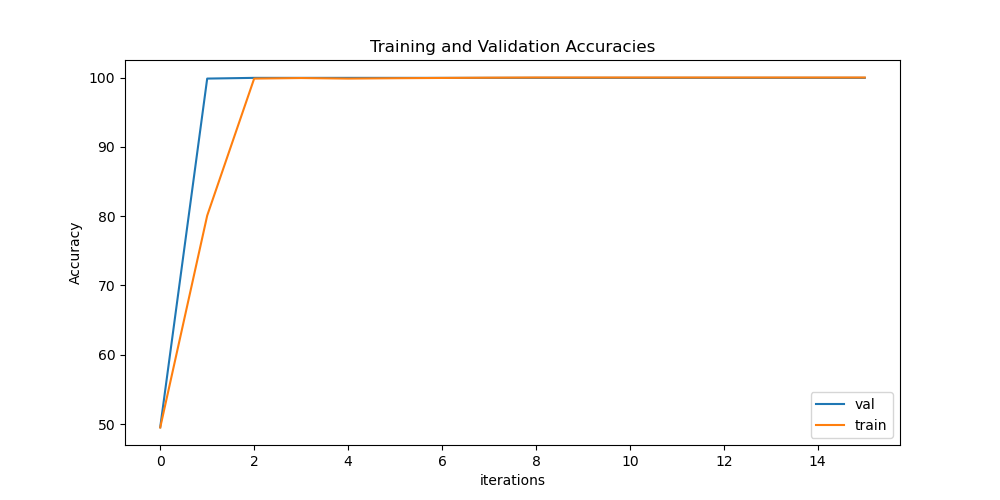 Training and Validation Accuracies
100
90
80
70
60
50
Accuracy
0 2 4 6 8 10 12 14
iterations
val
train